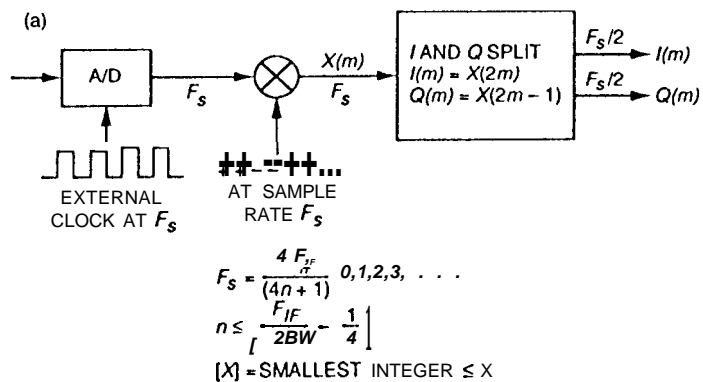 (a)
A/D
F_s
X(m)
F_s
I AND Q SPLIT
I(m) = X(2m)
Q(m) = X(2m − 1)
F_s/2
I(m)
F_s/2
Q(m)
EXTERNAL
CLOCK AT F_s
AT SAMPLE
RATE F_s
F_s = 4 F_IF / (4n + 1) 0,1,2,3, . . .
n ≤ [ F_IF / 2BW − 1/4 ]
[X] = SMALLEST INTEGER ≤ X